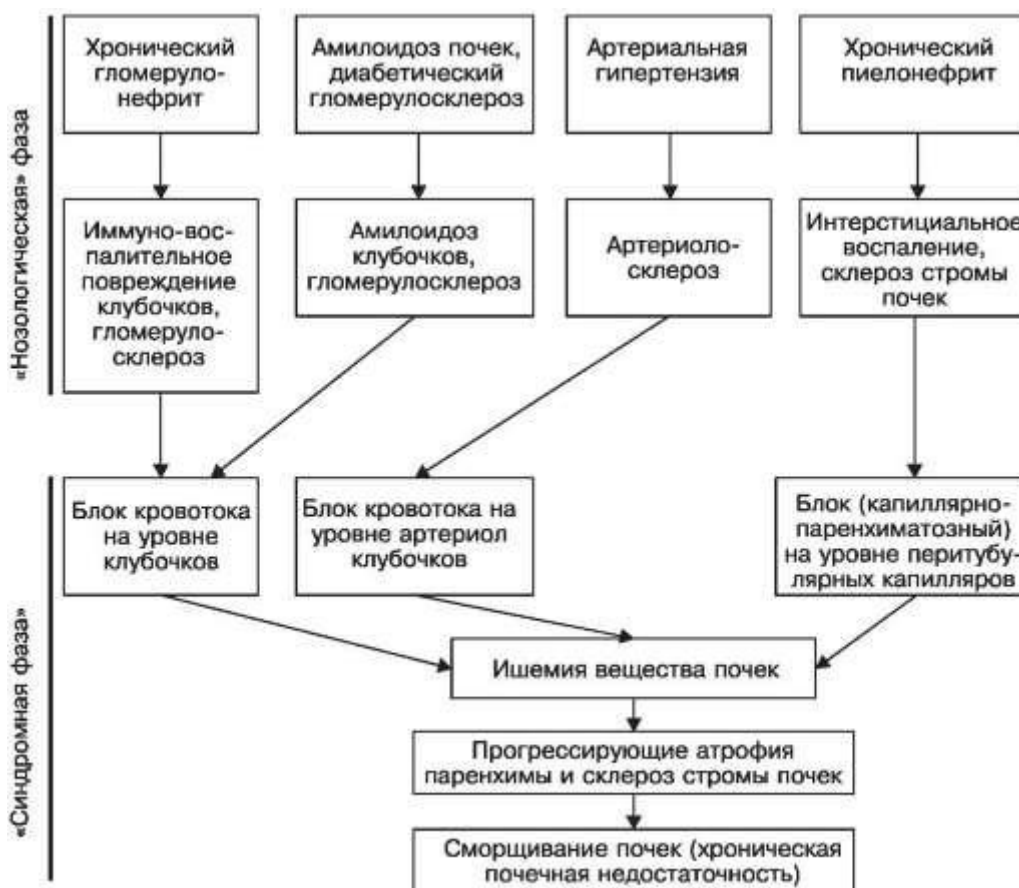 «Нозологическая» фаза
Хронический
гломеруло-
нефрит
Амилоидоз почек,
диабетический
гломерулосклероз
Артериальная
гипертензия
Хронический
пиелонефрит
Иммуно-вос-
палительное
повреждение
клубочков,
гломеруло-
склероз
Амилоидоз
клубочков,
гломерулосклероз
Артериоло-
склероз
Интерстициальное
воспаление,
склероз стромы
почек
«Синдромная фаза»
Блок кровотока
на уровне
клубочков
Блок кровотока на
уровне артериол
клубочков
Блок (капиллярно-
паренхиматозный)
на уровне перитубу-
лярных капилляров
Ишемия вещества почек
Прогрессирующие атрофия
паренхимы и склероз стромы почек
Сморщивание почек (хроническая
почечная недостаточность)